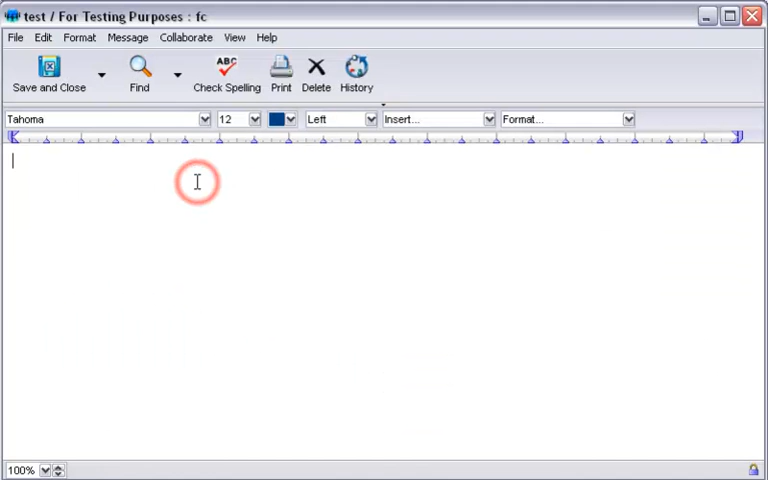 test / For Testing Purposes : fc
File Edit Format Message Collaborate View Help
ABC
Save and Close Find Check Spelling Print Delete History
Tahoma 12 Left Insert... Format...
100%